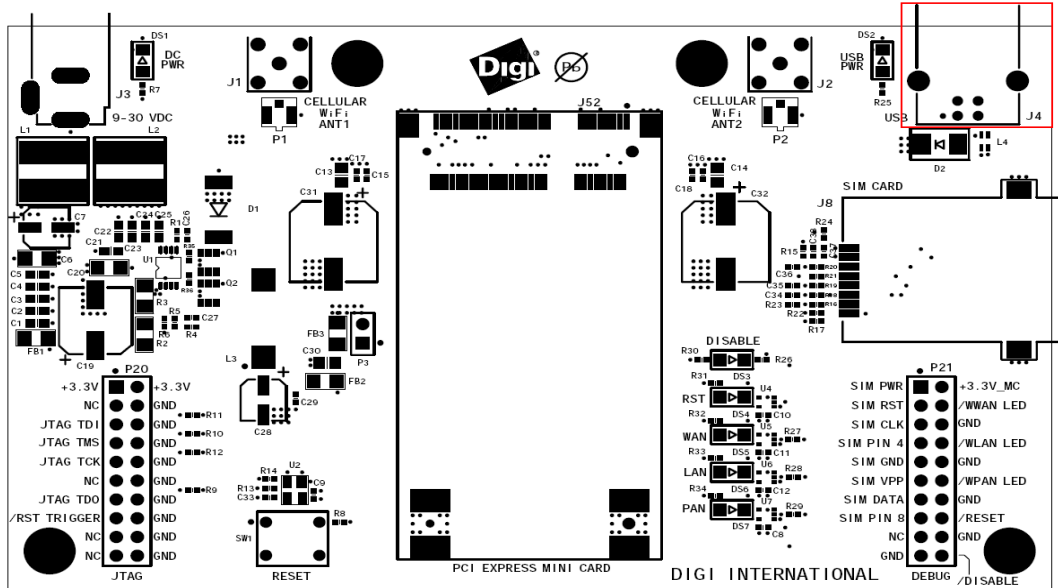 DS1
DC
PWR
R7
J3
9-30 VDC
L1
L2
J1
CELLULAR
WiFi
ANT1
P1
Digi
Pb
J52
CELLULAR
WiFi
ANT2
P2
J2
DS2
USB
PWR
R25
USB
J4
D2
L4
C17
C13
C15
C31
D1
C16
C14
C18
C32
SIM CARD
J8
R24
C7
C24
C25
C22
R1
C26
C21
C23
C6
U1
R35
Q1
C5
C20
C4
R36
Q2
C3
R3
C2
C1
R5
C27
R6
R4
R2
FB1
C19
FB3
P3
L3
C30
FB2
C29
C28
R15
C36
R20
R21
C35
R19
C34
R16
R22
R17
DISABLE
R30
R26
DS3
R31
RST
U4
DS4
C10
R32
WAN
U5
R27
DS5
C11
R33
LAN
U6
R28
DS6
C12
R34
PAN
U7
R29
DS7
C8
P20
+3.3V +3.3V
NC GND
JTAG TDI GND
JTAG TMS GND
JTAG TCK GND
NC GND
JTAG TDO GND
/RST TRIGGER GND
NC GND
NC GND
JTAG
R11
R10
R12
R9
R14
U2
R13
C9
C33
R8
SW1
RESET
PCI EXPRESS MINI CARD
DIGI INTERNATIONAL
P21
SIM PWR +3.3V_MC
SIM RST /WWAN LED
SIM CLK GND
SIM PIN 4 /WLAN LED
SIM GND GND
SIM VPP /WPAN LED
SIM DATA GND
SIM PIN 8 /RESET
NC GND
GND /DISABLE
DEBUG